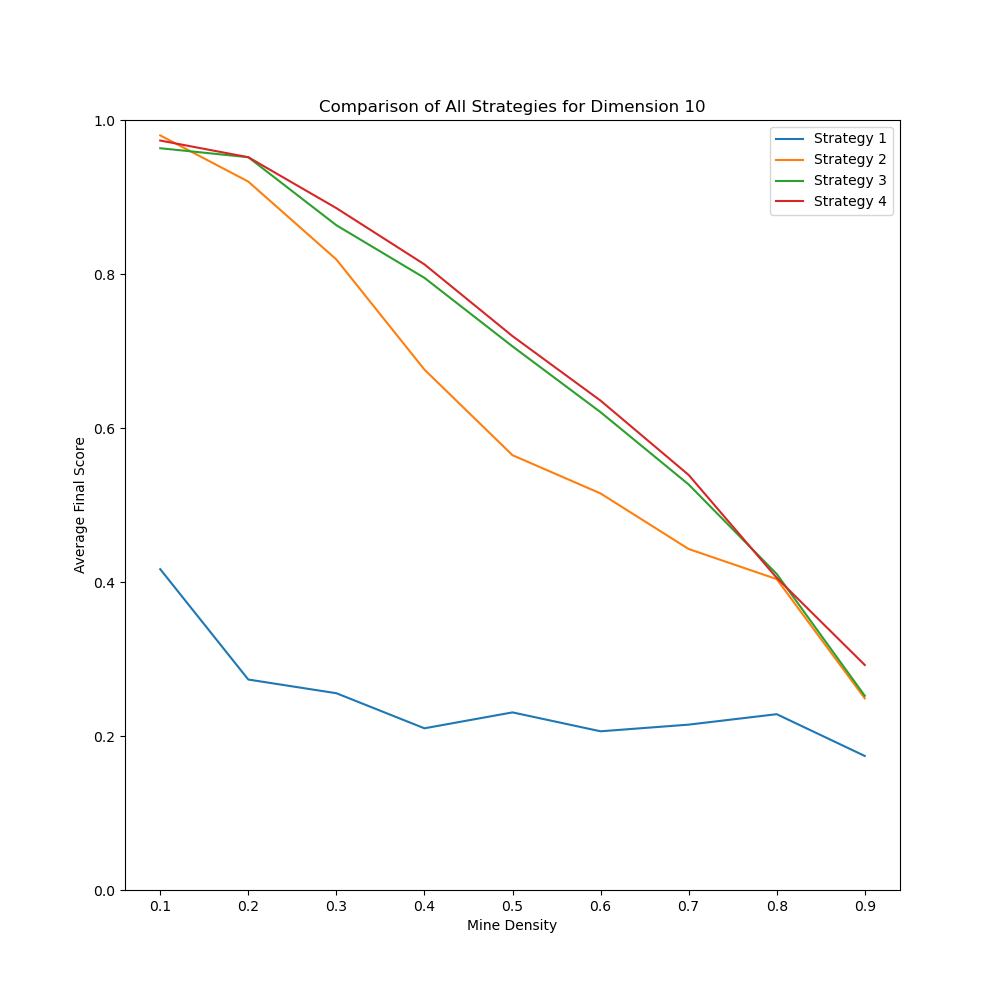 Comparison of All Strategies for Dimension 10
1.0
0.8
0.6
0.4
0.2
0.0
Average Final Score
Strategy 1
Strategy 2
Strategy 3
Strategy 4
0.1 0.2 0.3 0.4 0.5 0.6 0.7 0.8 0.9
Mine Density